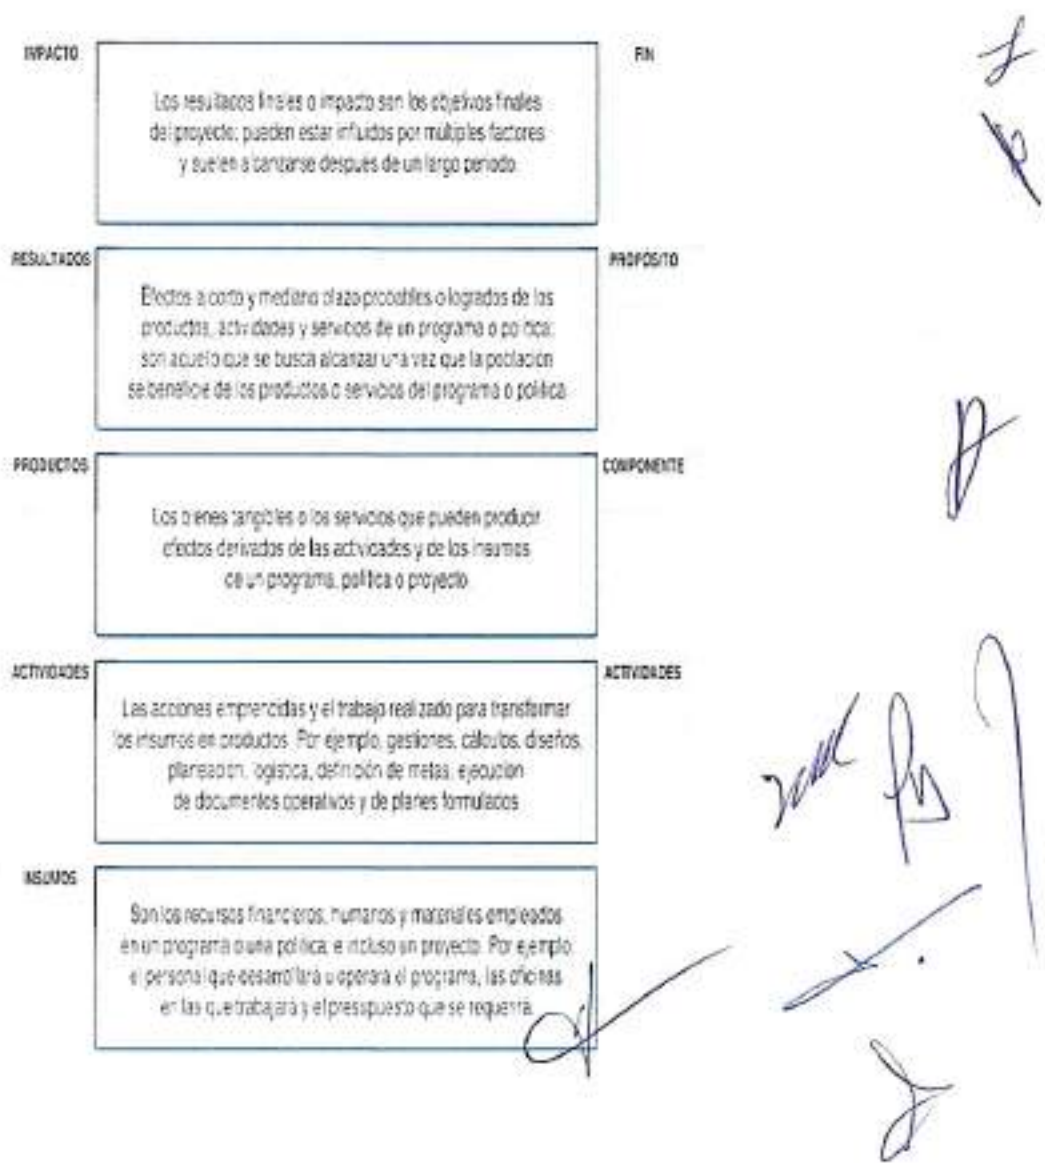 IMPACTO
FIN
Los resultados finales o impacto son los objetivos finales
del proyecto; pueden estar influidos por múltiples factores
y suelen alcanzarse después de un largo periodo.
RESULTADOS
PROPÓSITO
Efectos a corto y mediano plazo probables o logrados de los
productos, actividades y servicios de un programa o política;
son aquello que se busca alcanzar una vez que la población
se beneficie de los productos o servicios del programa o política
PRODUCTOS
COMPONENTE
Los bienes tangibles o los servicios que pueden producir
efectos derivados de las actividades y de los insumos
de un programa, política o proyecto
ACTIVIDADES
ACTIVIDADES
Las acciones emprendidas y el trabajo realizado para transformar
los insumos en productos. Por ejemplo, gestiones, cálculos, diseños,
planeación, logística, definición de metas, ejecución
de documentos operativos y de planes formulados
INSUMOS
Son los recursos financieros, humanos y materiales empleados
en un programa o una política, e incluso un proyecto. Por ejemplo
el personal que desarrollará u operará el programa, las oficinas
en las que trabajará y el presupuesto que se requerirá.